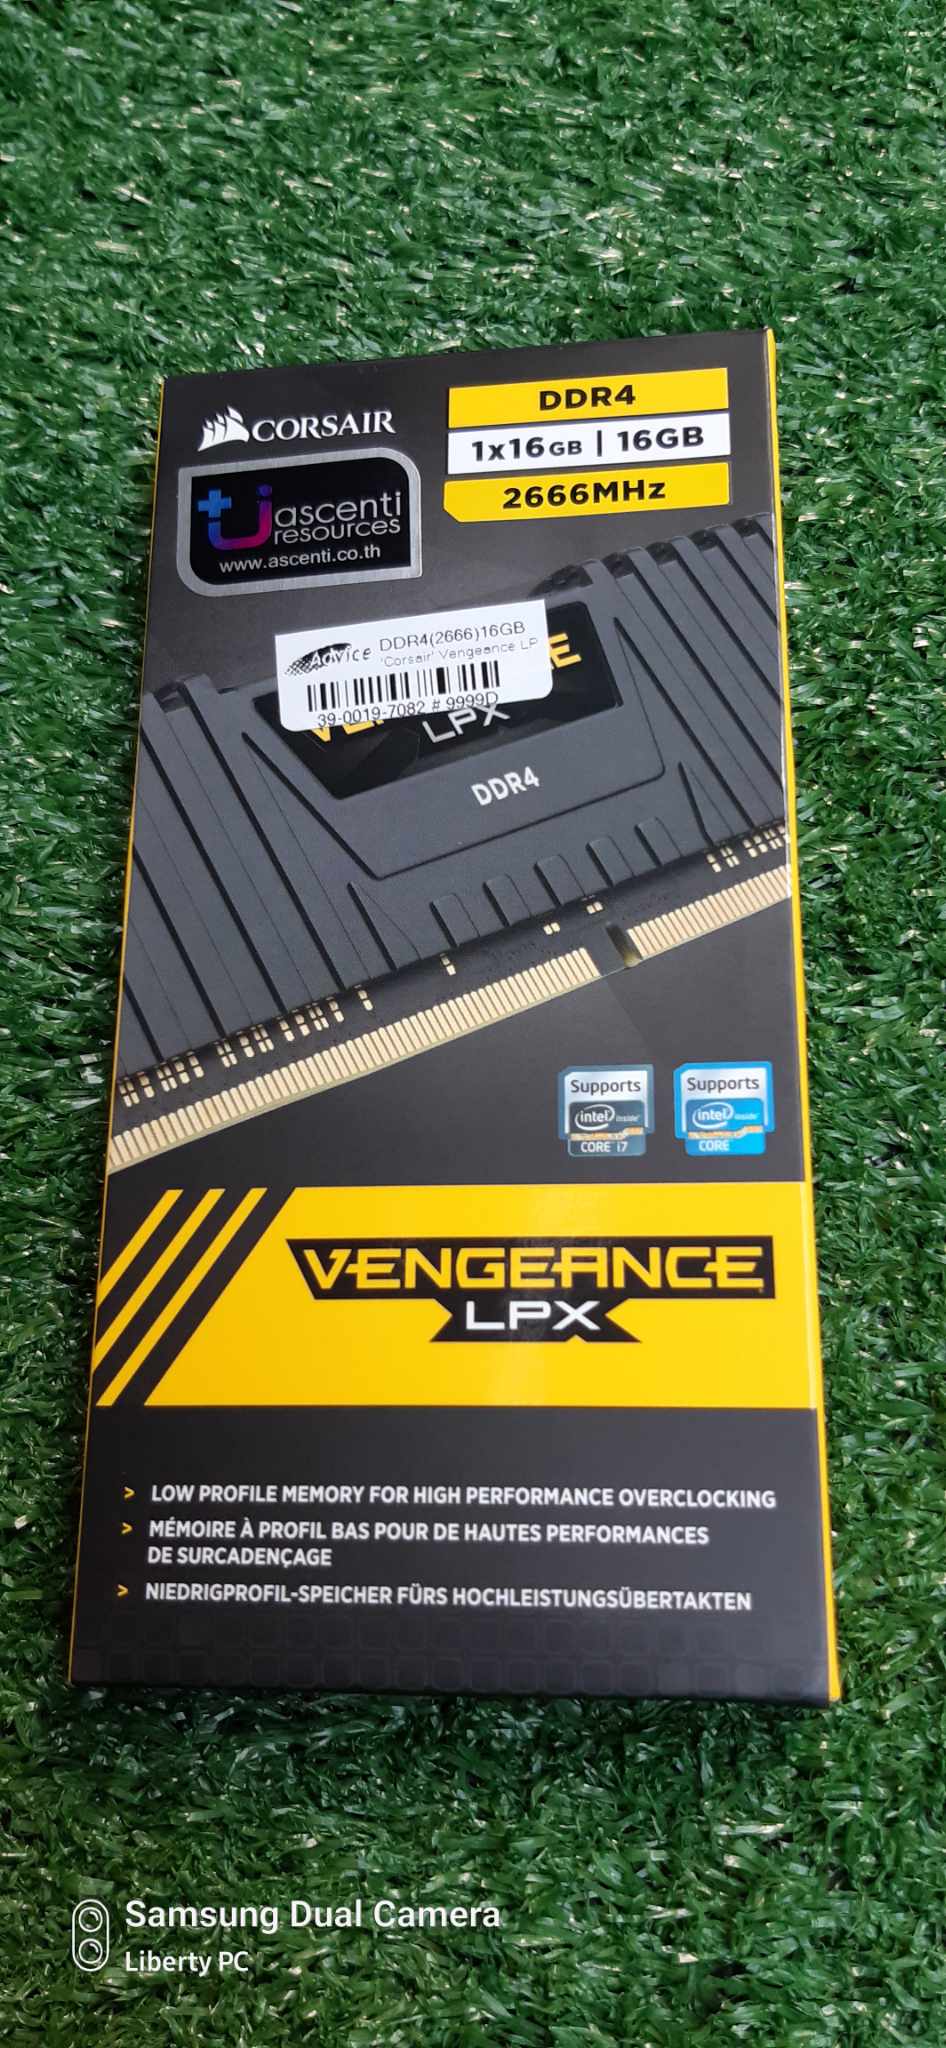 CORSAIR
DDR4
1x16GB | 16GB
2666MHz
ascenti
resources
www.ascenti.co.th
Advice
DDR4(2666)16GB
'Corsair' Vengeance LP
39-0019-7082 # 9999D
LPX
DDR4
Supports
intel inside
CORE i7
Supports
intel inside
CORE
VENGEANCE
LPX
> LOW PROFILE MEMORY FOR HIGH PERFORMANCE OVERCLOCKING
> MÉMOIRE À PROFIL BAS POUR DE HAUTES PERFORMANCES
DE SURCADENÇAGE
> NIEDRIGPROFIL-SPEICHER FÜRS HOCHLEISTUNGSÜBERTAKTEN
Samsung Dual Camera
Liberty PC